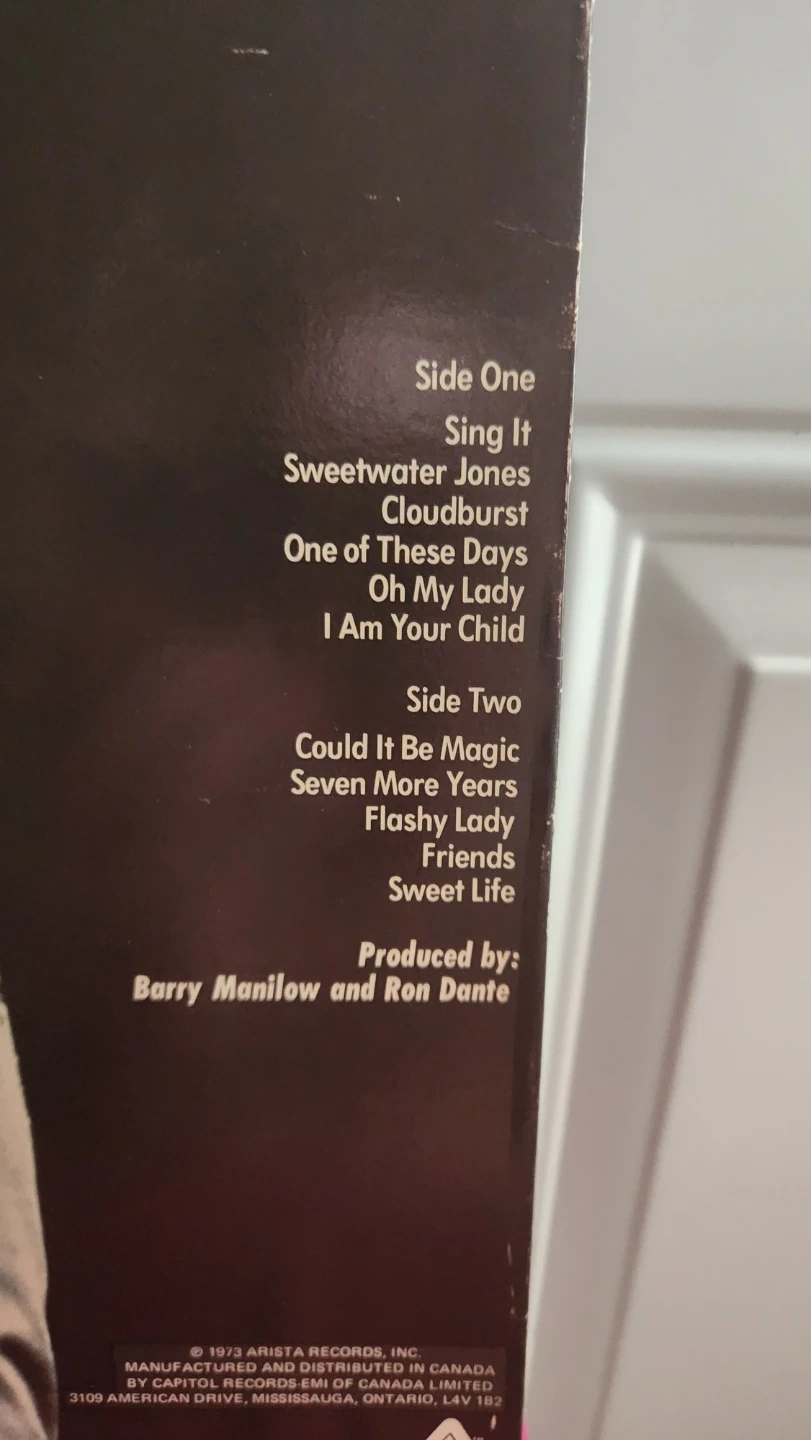 Side One
Sing It
Sweetwater Jones
Cloudburst
One of These Days
Oh My Lady
I Am Your Child
Side Two
Could It Be Magic
Seven More Years
Flashy Lady
Friends
Sweet Life
Produced by:
Barry Manilow and Ron Dante
℗ 1973 ARISTA RECORDS, INC.
MANUFACTURED AND DISTRIBUTED IN CANADA
BY CAPITOL RECORDS-EMI OF CANADA LIMITED
3109 AMERICAN DRIVE, MISSISSAUGA, ONTARIO, L4V 1B2